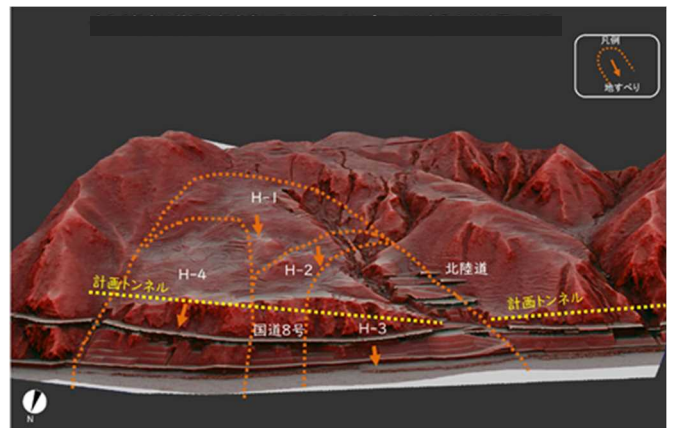 凡例
地すべり
H-1
H-4
H-2
北陸道
計画トンネル
計画トンネル
国道8号
H-3
N